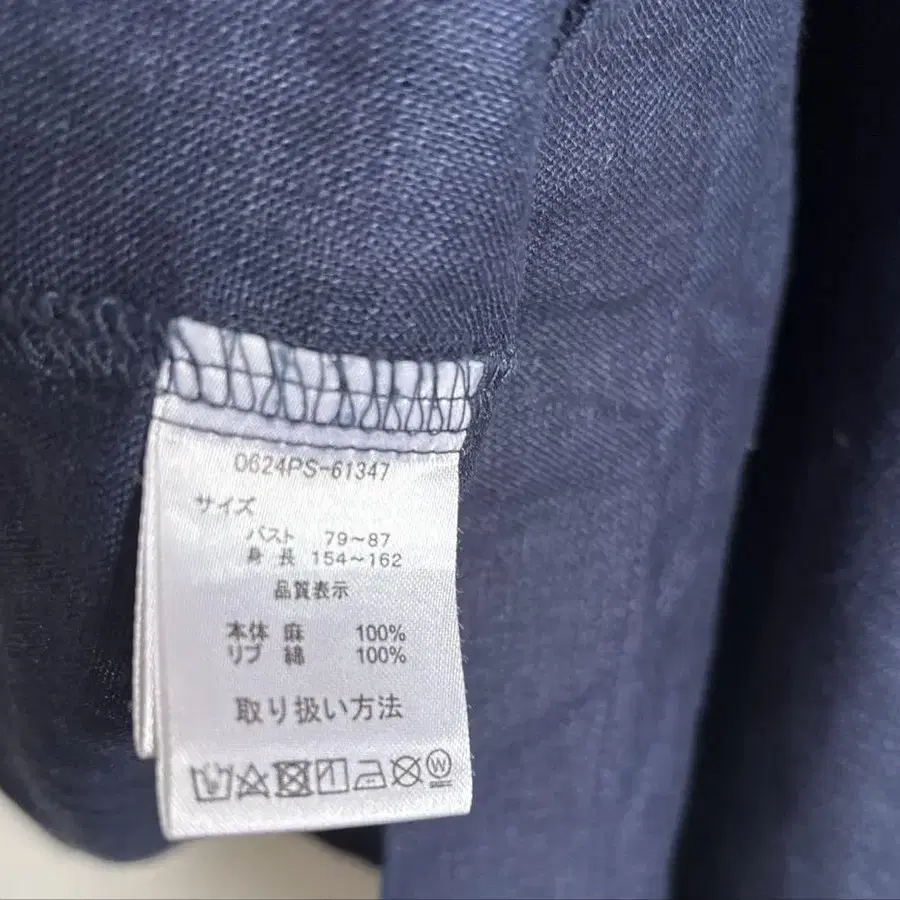 0624PS-61347
サイズ
バスト 79~87
身長 154~162
品質表示
本体 麻 100%
リブ 綿 100%
取り扱い方法
W